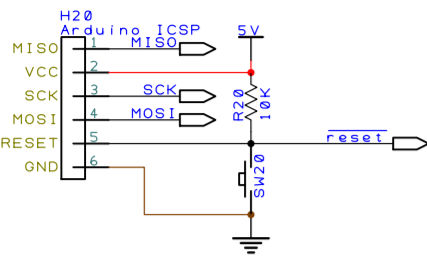 H20
Arduino ICSP
MISO 1 MISO
5V
VCC 2
SCK 3 SCK
R20 10K
MOSI 4 MOSI
RESET 5
reset
GND 6
SW20